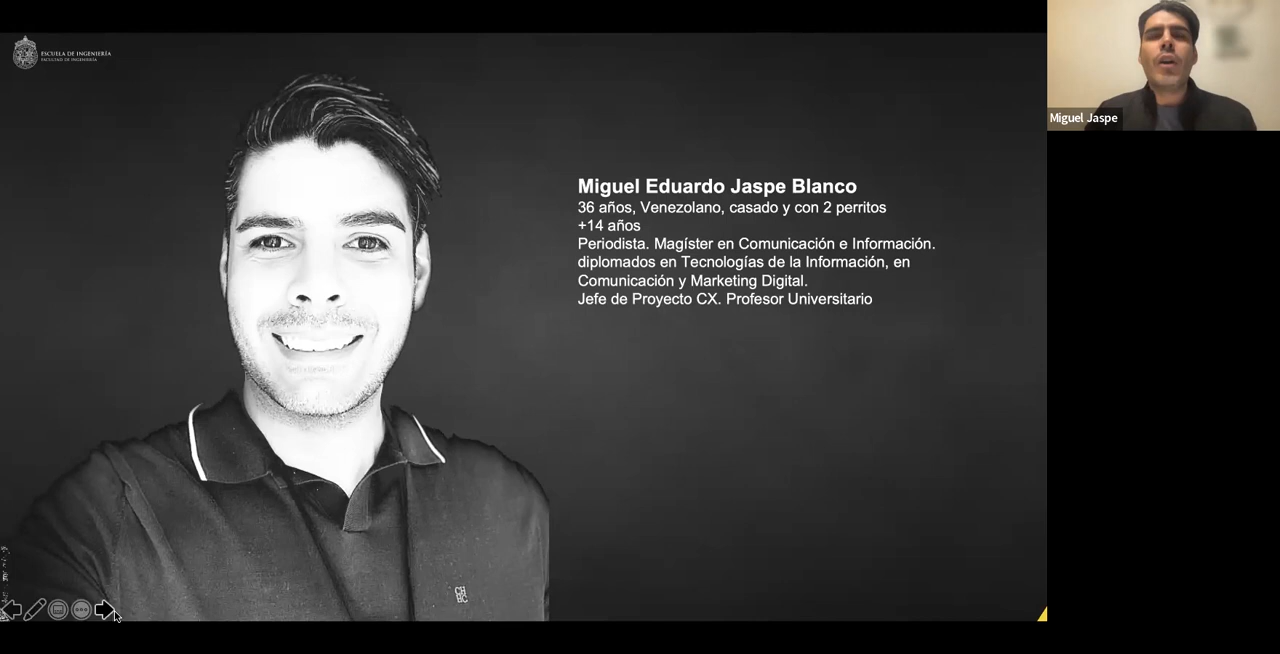 ESCUELA DE INGENIERÍA
FACULTAD DE INGENIERÍA
Miguel Eduardo Jaspe Blanco
36 años, Venezolano, casado y con 2 perritos
+14 años
Periodista. Magíster en Comunicación e Información.
diplomados en Tecnologías de la Información, en
Comunicación y Marketing Digital.
Jefe de Proyecto CX. Profesor Universitario
Miguel Jaspe
CH
BC